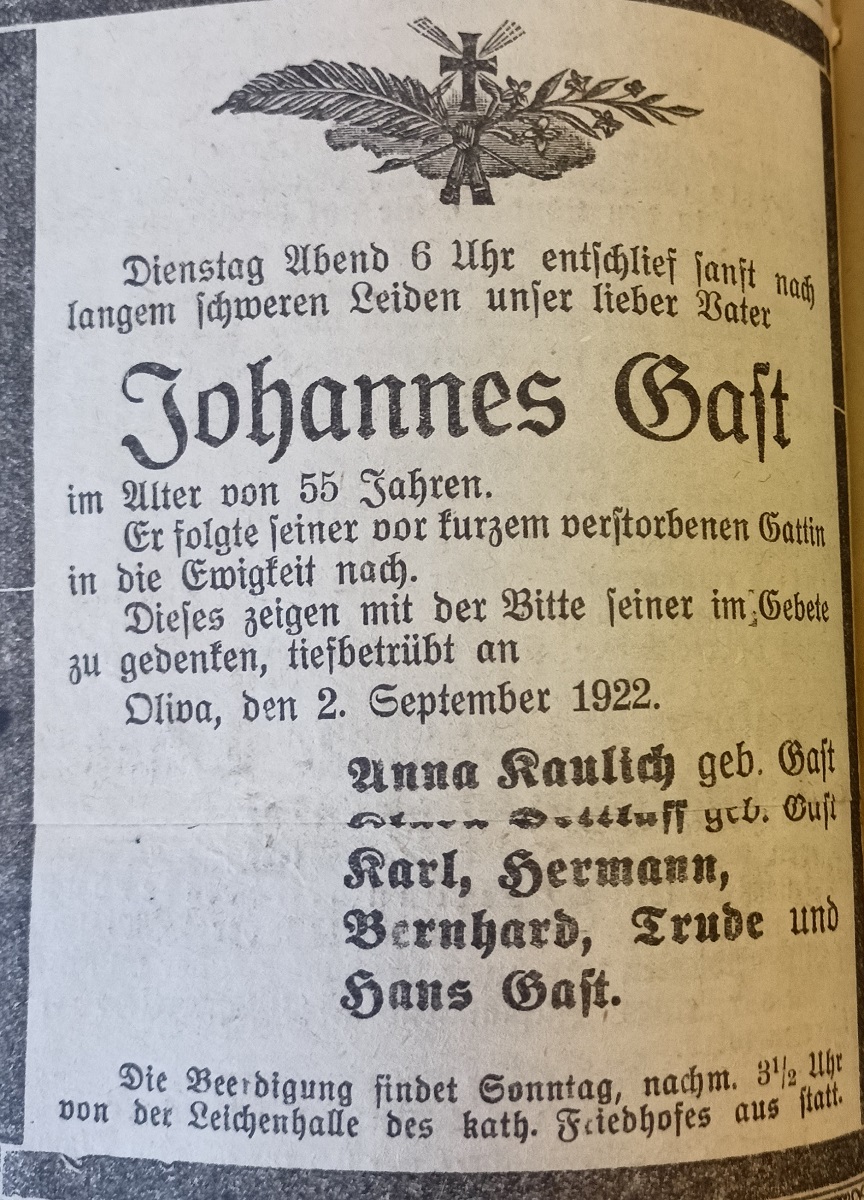 Dienstag Abend 6 Uhr entschlief sanft nach
langem schweren Leiden unser lieber Vater
Johannes Gast
im Alter von 55 Jahren.
Er folgte seiner vor kurzem verstorbenen Gattin
in die Ewigkeit nach.
Dieses zeigen mit der Bitte seiner im Gebete
zu gedenken, tiefbetrübt an
Oliva, den 2. September 1922.
Anna Kaulich geb. Gast
geb. Gast
Karl, Hermann,
Bernhard, Trude und
Hans Gast.
Die Beerdigung findet Sonntag, nachm. 3½ Uhr
von der Leichenhalle des kath. Friedhofes aus statt.